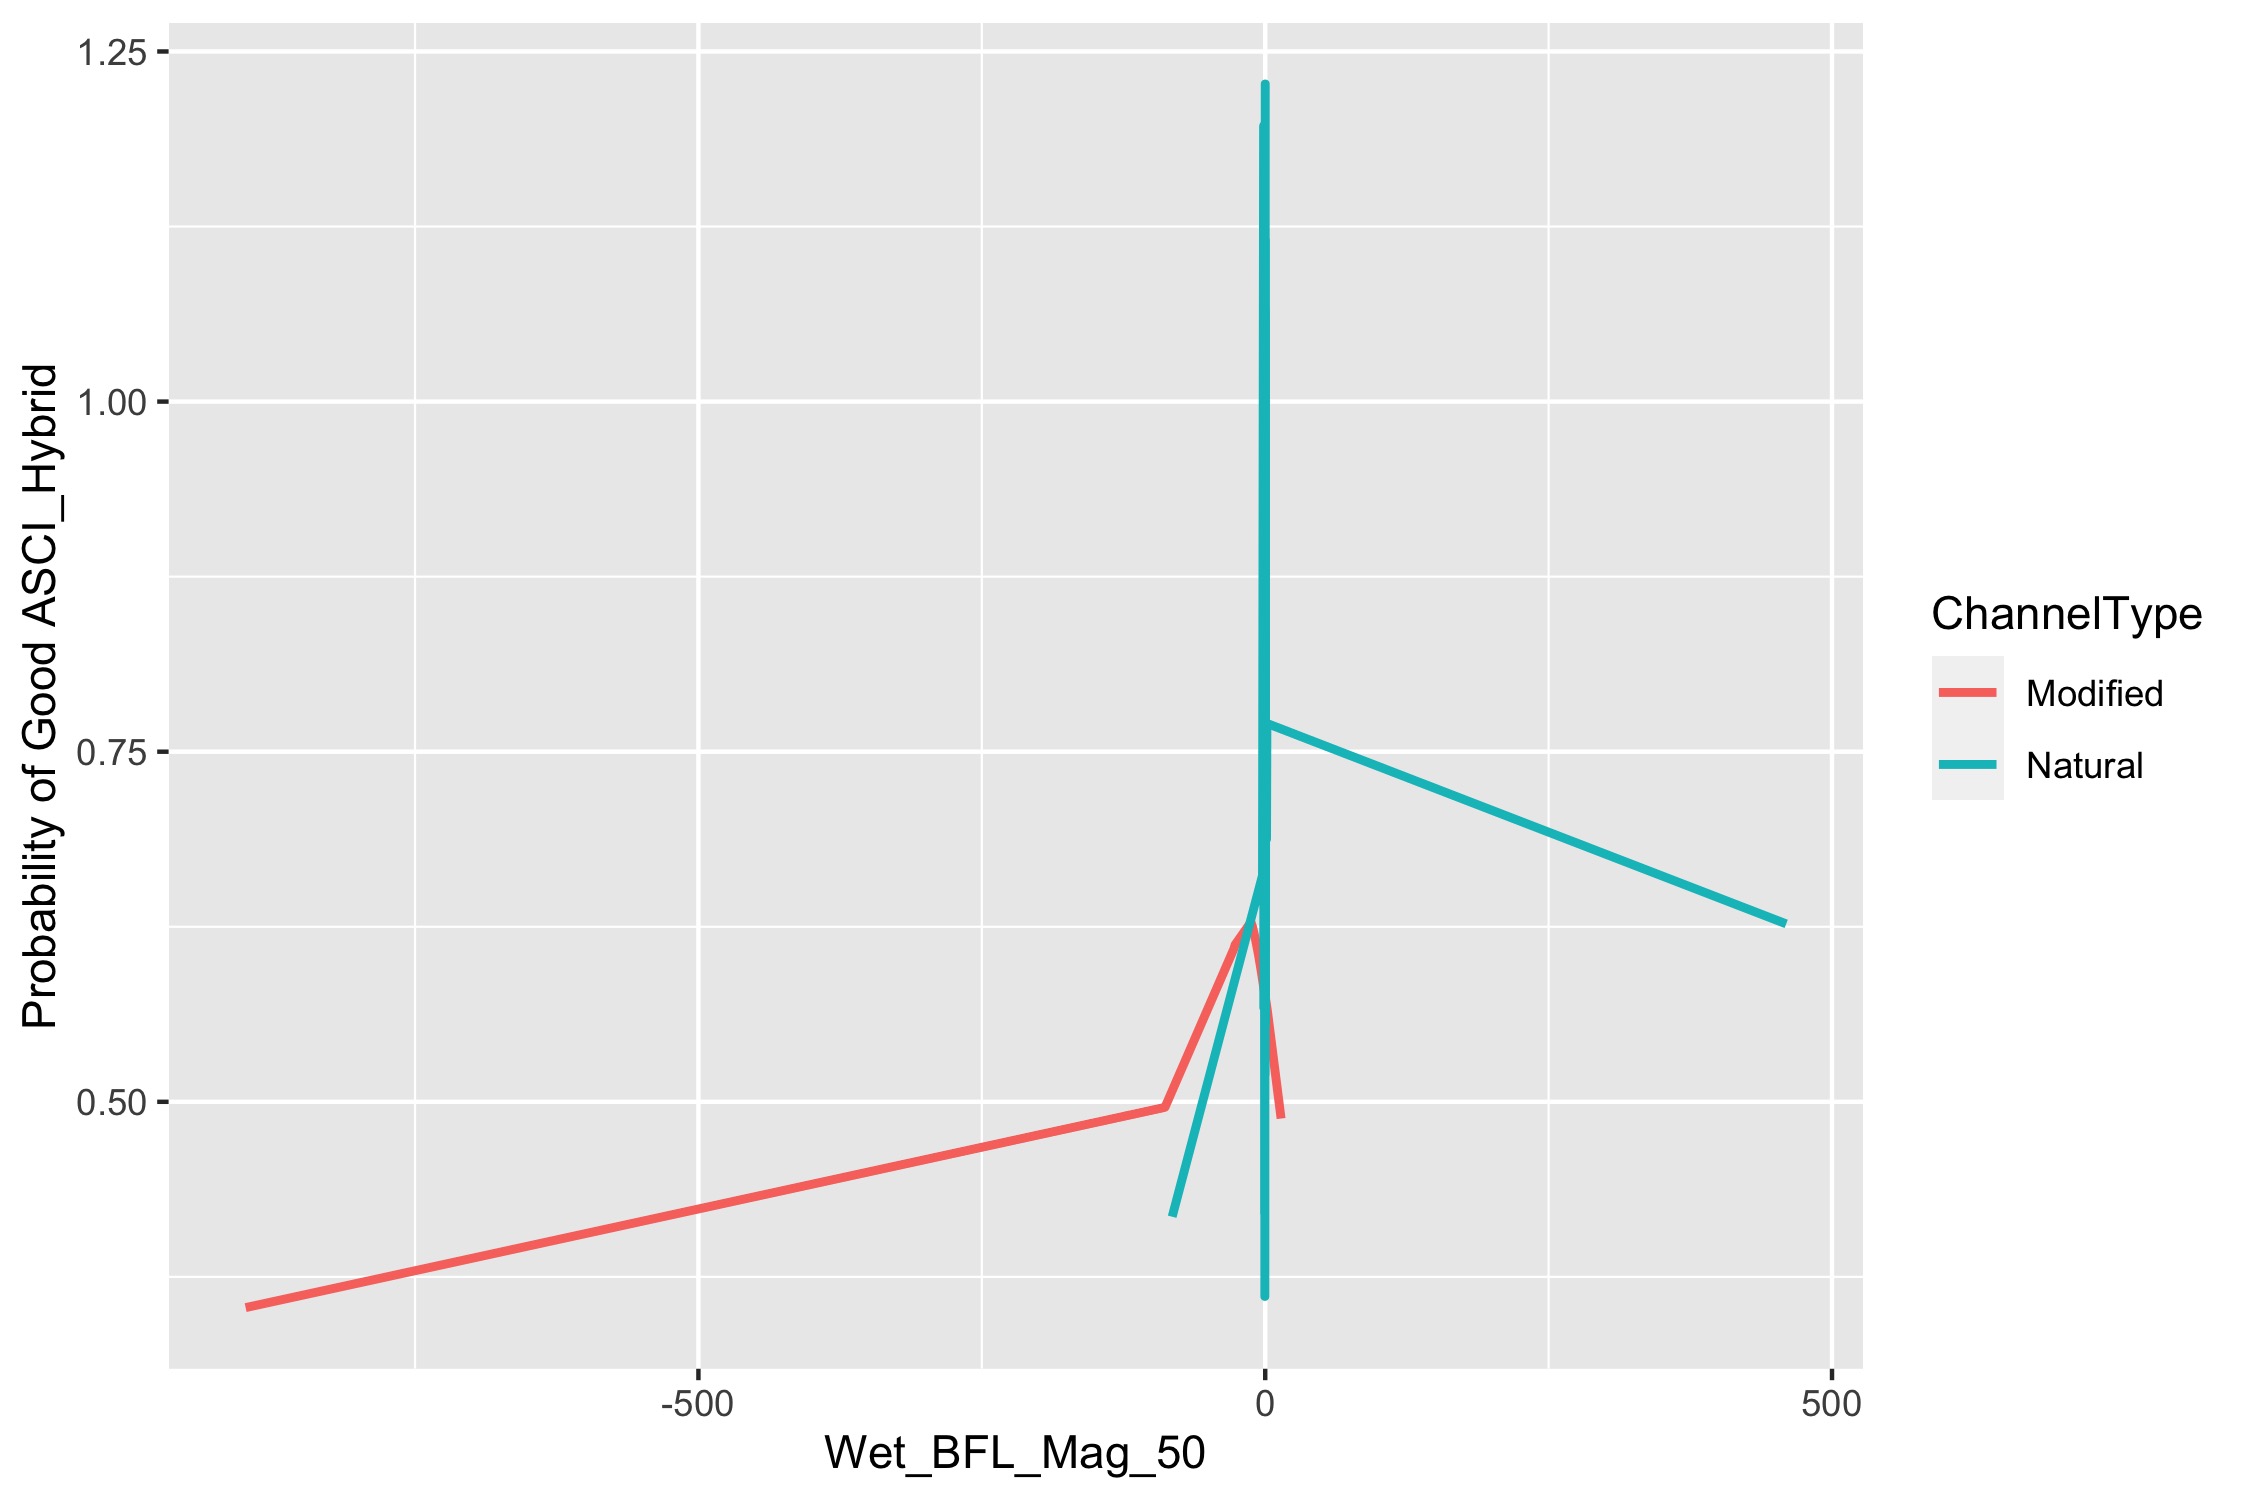 1.25
1.00
0.75
0.50
Probability of Good ASCI_Hybrid
-500
0
500
Wet_BFL_Mag_50
ChannelType
Modified
Natural